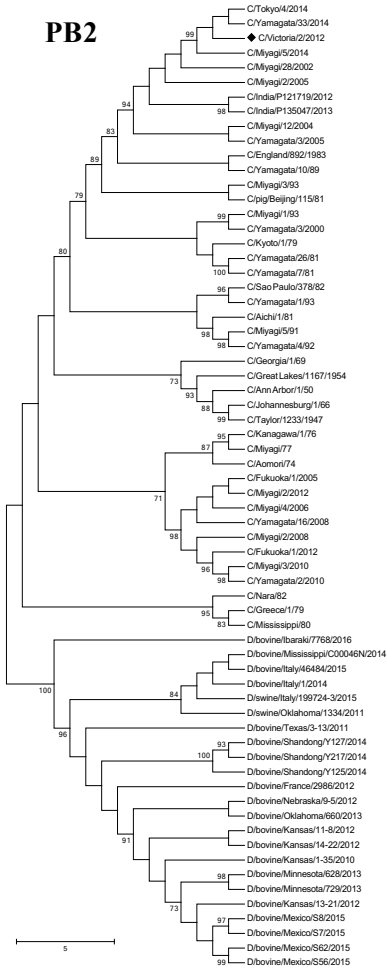 PB2
C/Tokyo/4/2014
99
C/Yamagata/33/2014
C/Victoria/2/2012
C/Miyagi/5/2014
C/Miyagi/28/2002
C/Miyagi/2/2005
94
C/India/P121719/2012
98
C/India/P135047/2013
83
C/Miyagi/12/2004
C/Yamagata/3/2005
89
C/England/892/1983
C/Yamagata/10/89
79
C/Miyagi/3/93
C/pig/Beijing/115/81
99
C/Miyagi/1/93
C/Yamagata/3/2000
C/Kyoto/1/79
80
C/Yamagata/26/81
100
C/Yamagata/7/81
96
C/Sao Paulo/378/82
C/Yamagata/1/93
C/Aichi/1/81
98
C/Miyagi/5/91
98
C/Yamagata/4/92
C/Georgia/1/69
73
C/Great Lakes/1167/1954
93
C/Ann Arbor/1/50
88
C/Johannesburg/1/66
99
C/Taylor/1233/1947
95
C/Kanagawa/1/76
87
C/Miyagi/77
C/Aomori/74
71
C/Fukuoka/1/2005
C/Miyagi/2/2012
C/Miyagi/4/2006
C/Yamagata/16/2008
98
C/Miyagi/2/2008
C/Fukuoka/1/2012
96
C/Miyagi/3/2010
98
C/Yamagata/2/2010
C/Nara/82
95
C/Greece/1/79
83
C/Mississippi/80
D/bovine/Ibaraki/7768/2016
100
D/bovine/Mississippi/C00046N/2014
D/bovine/Italy/46484/2015
D/bovine/Italy/1/2014
84
D/swine/Italy/199724-3/2015
D/swine/Oklahoma/1334/2011
96
D/bovine/Texas/3-13/2011
93
D/bovine/Shandong/Y127/2014
100
D/bovine/Shandong/Y217/2014
D/bovine/Shandong/Y125/2014
D/bovine/France/2986/2012
D/bovine/Nebraska/9-5/2012
D/bovine/Oklahoma/660/2013
91
D/bovine/Kansas/11-8/2012
D/bovine/Kansas/14-22/2012
D/bovine/Kansas/1-35/2010
98
D/bovine/Minnesota/628/2013
D/bovine/Minnesota/729/2013
73
D/bovine/Kansas/13-21/2012
97
D/bovine/Mexico/S8/2015
D/bovine/Mexico/S7/2015
D/bovine/Mexico/S62/2015
99
D/bovine/Mexico/S56/2015
5